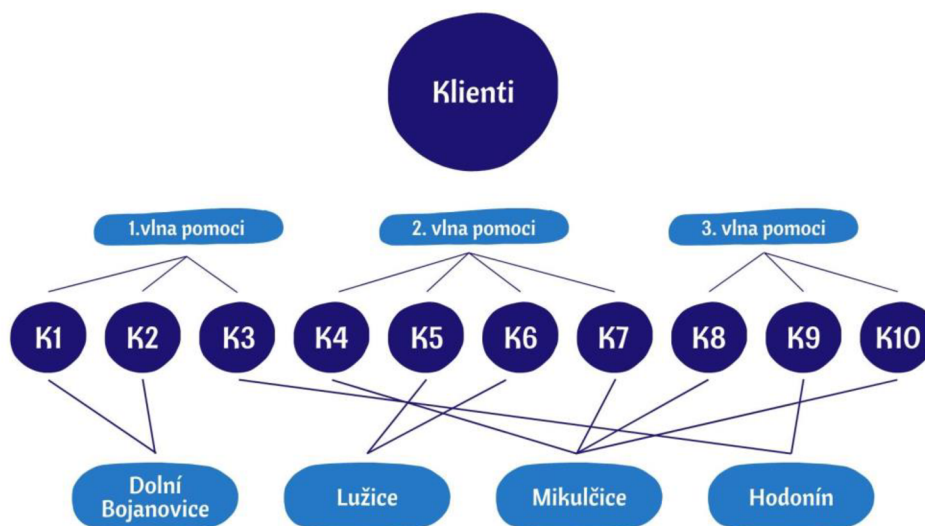 Klienti
1.vlna pomoci
2. vlna pomoci
3. vlna pomoci
K1
K2
K3
K4
K5
K6
K7
K8
K9
K10
Dolní
Bojanovice
Lužice
Mikulčice
Hodonín